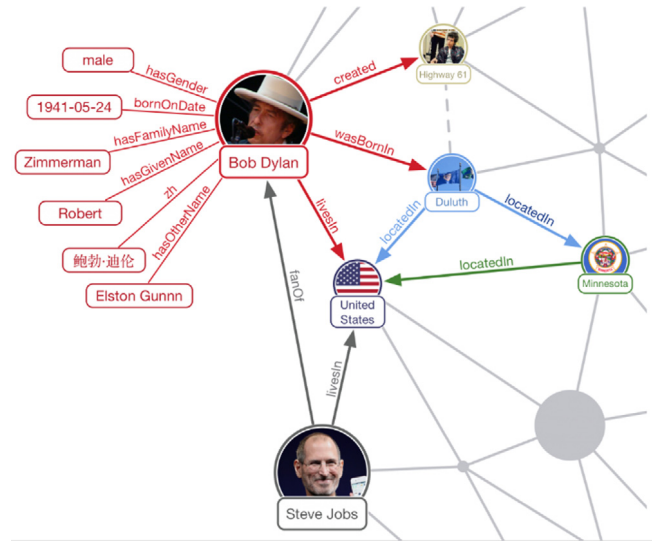 male
hasGender
created
Highway 61
1941-05-24
bornOnDate
hasFamilyName
Zimmerman
hasGivenName
Bob Dylan
wasBornIn
Duluth
Robert
zh
hasOtherName
livesIn
locatedIn
locatedIn
鲍勃·迪伦
Elston Gunnn
fanOf
United
States
locatedIn
Minnesota
livesIn
Steve Jobs